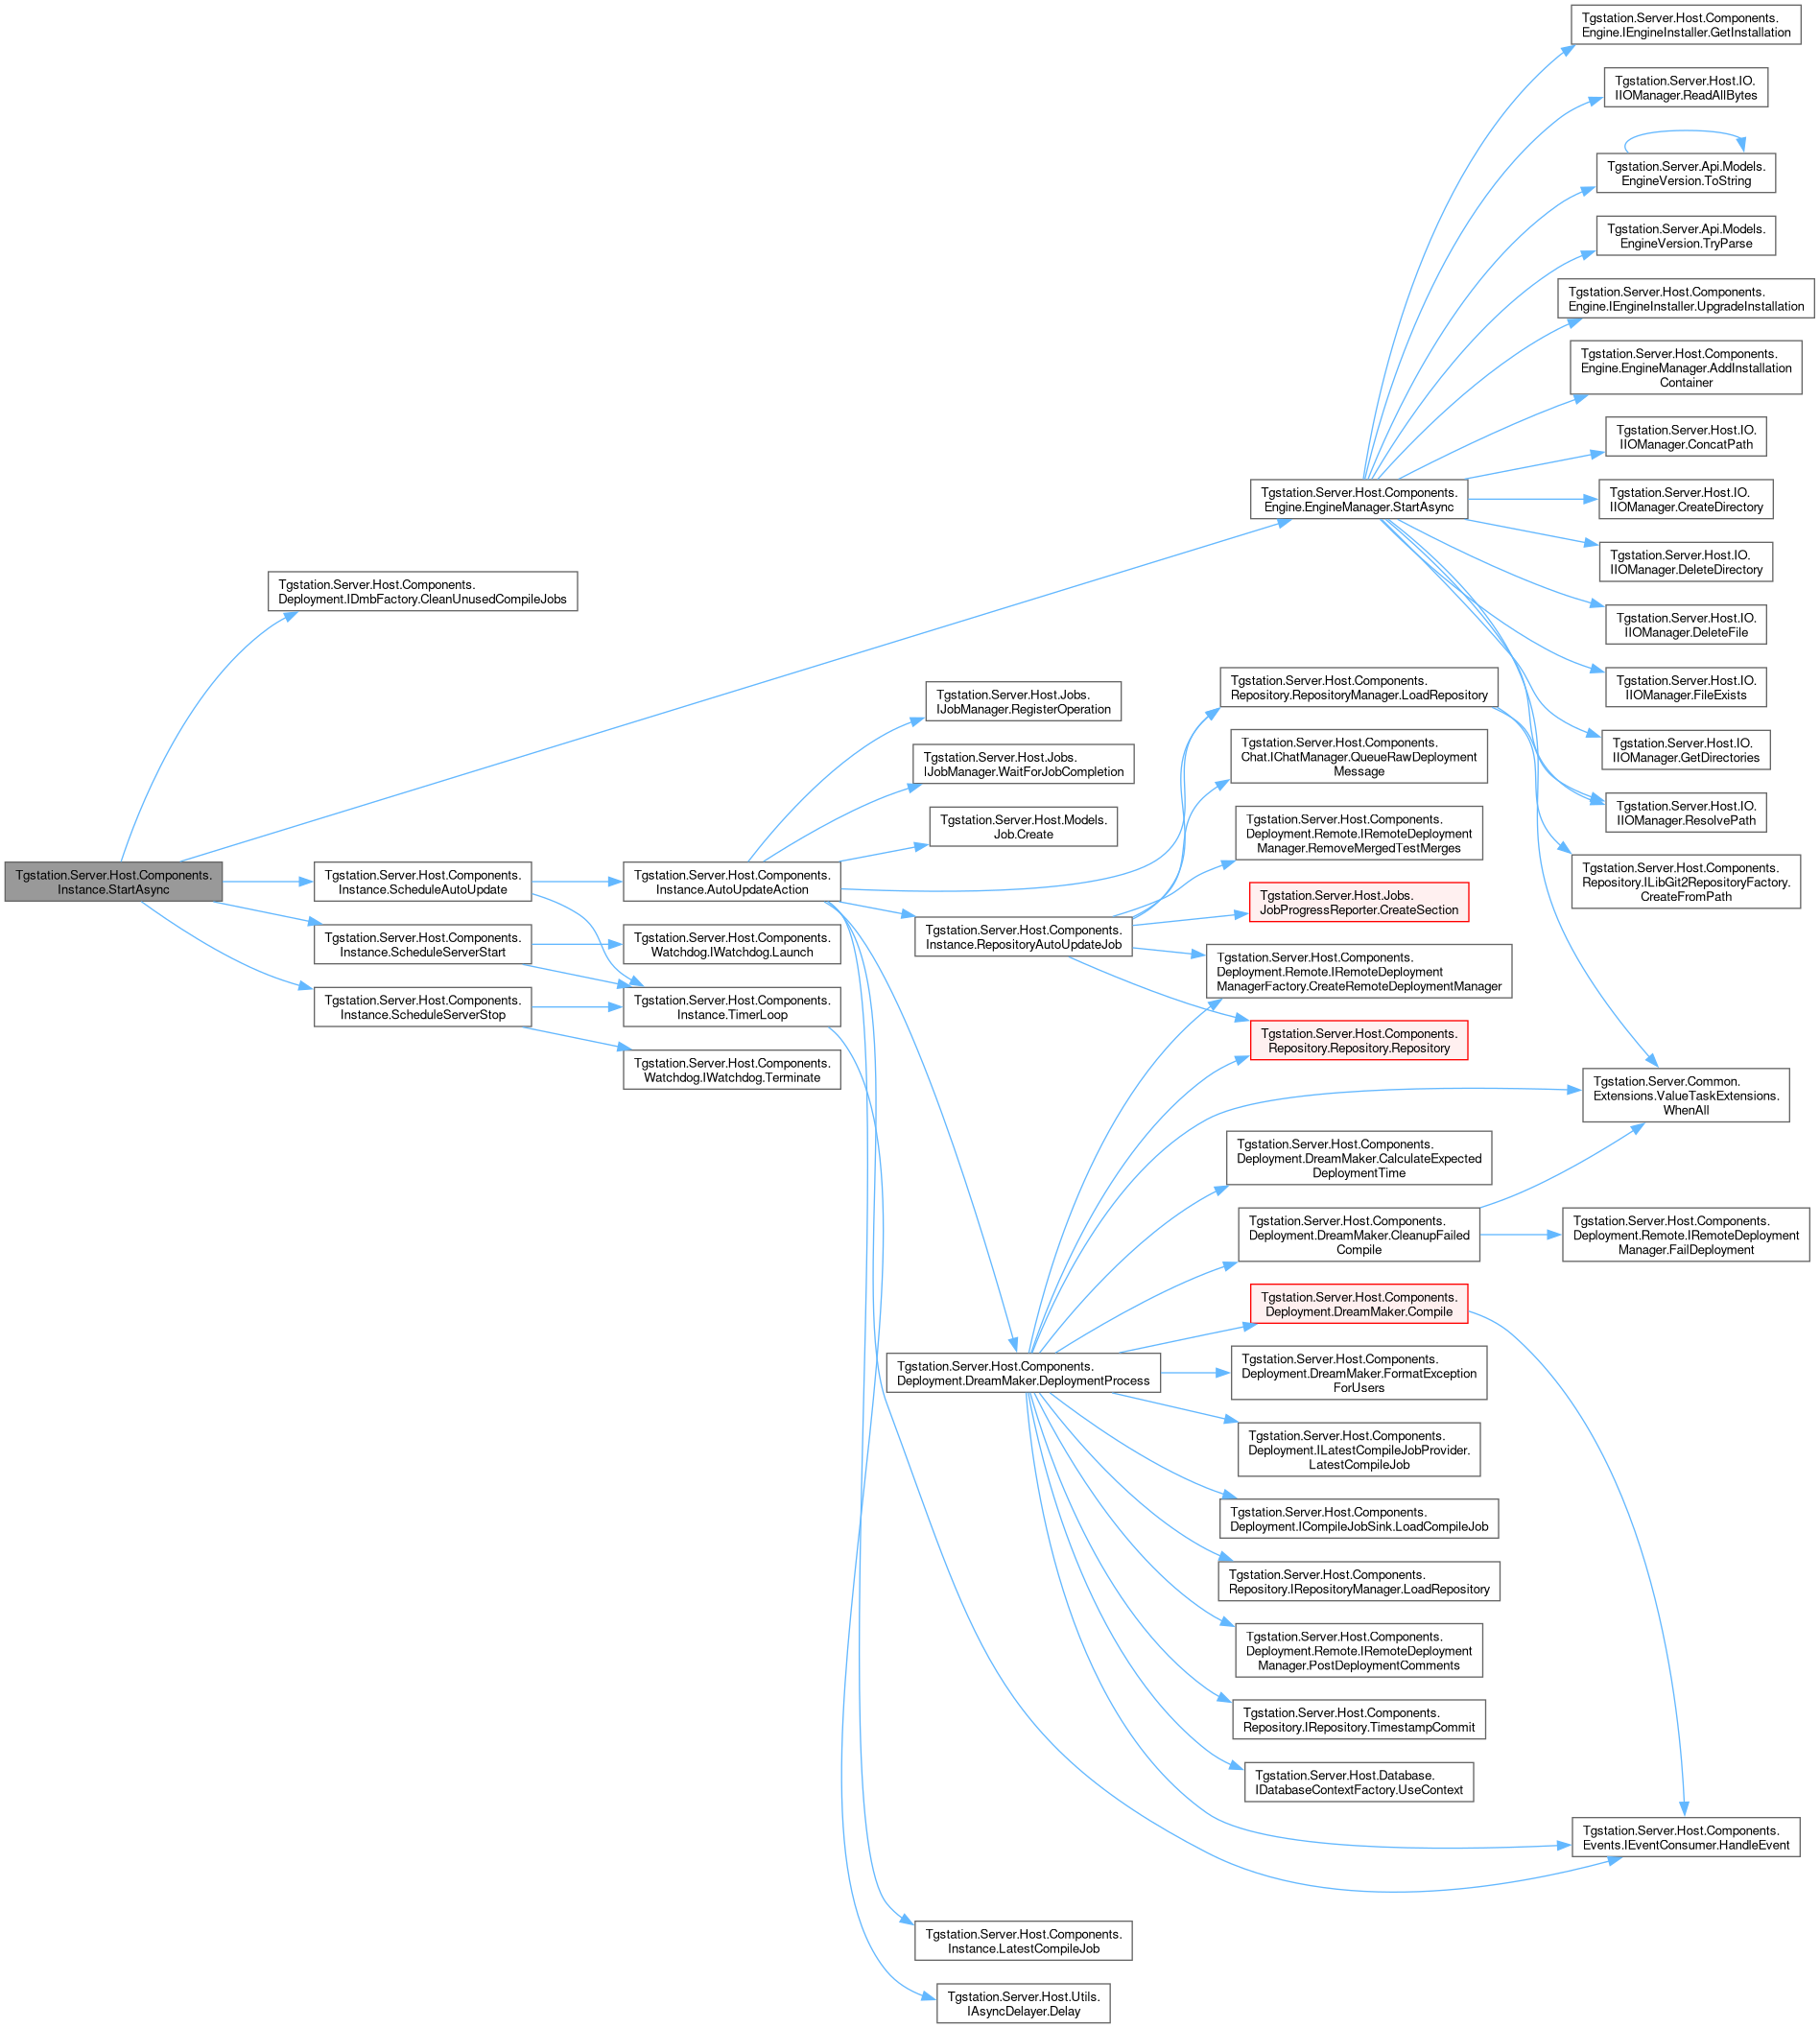 Tgstation.Server.Host.Components.
Instance.StartAsync
Tgstation.Server.Host.Components.
Deployment.IDmbFactory.CleanUnusedCompileJobs
Tgstation.Server.Host.Components.
Instance.ScheduleAutoUpdate
Tgstation.Server.Host.Components.
Instance.ScheduleServerStart
Tgstation.Server.Host.Components.
Instance.ScheduleServerStop
Tgstation.Server.Host.Components.
Instance.AutoUpdateAction
Tgstation.Server.Host.Components.
Watchdog.IWatchdog.Launch
Tgstation.Server.Host.Components.
Instance.TimerLoop
Tgstation.Server.Host.Components.
Watchdog.IWatchdog.Terminate
Tgstation.Server.Host.Jobs.
IJobManager.RegisterOperation
Tgstation.Server.Host.Jobs.
IJobManager.WaitForJobCompletion
Tgstation.Server.Host.Models.
Job.Create
Tgstation.Server.Host.Components.
Instance.RepositoryAutoUpdateJob
Tgstation.Server.Host.Components.
Deployment.DreamMaker.DeploymentProcess
Tgstation.Server.Host.Components.
Instance.LatestCompileJob
Tgstation.Server.Host.Utils.
IAsyncDelayer.Delay
Tgstation.Server.Host.Components.
Engine.EngineManager.StartAsync
Tgstation.Server.Host.Components.
Repository.RepositoryManager.LoadRepository
Tgstation.Server.Host.Components.
Chat.IChatManager.QueueRawDeployment
Message
Tgstation.Server.Host.Components.
Deployment.Remote.IRemoteDeployment
Manager.RemoveMergedTestMerges
Tgstation.Server.Host.Jobs.
JobProgressReporter.CreateSection
Tgstation.Server.Host.Components.
Deployment.Remote.IRemoteDeployment
ManagerFactory.CreateRemoteDeploymentManager
Tgstation.Server.Host.Components.
Repository.Repository.Repository
Tgstation.Server.Host.Components.
Deployment.DreamMaker.CalculateExpected
DeploymentTime
Tgstation.Server.Host.Components.
Deployment.DreamMaker.CleanupFailed
Compile
Tgstation.Server.Host.Components.
Deployment.DreamMaker.Compile
Tgstation.Server.Host.Components.
Deployment.DreamMaker.FormatException
ForUsers
Tgstation.Server.Host.Components.
Deployment.ILatestCompileJobProvider.
LatestCompileJob
Tgstation.Server.Host.Components.
Deployment.ICompileJobSink.LoadCompileJob
Tgstation.Server.Host.Components.
Repository.IRepositoryManager.LoadRepository
Tgstation.Server.Host.Components.
Deployment.Remote.IRemoteDeployment
Manager.PostDeploymentComments
Tgstation.Server.Host.Components.
Repository.IRepository.TimestampCommit
Tgstation.Server.Host.Database.
IDatabaseContextFactory.UseContext
Tgstation.Server.Host.Components.
Engine.IEngineInstaller.GetInstallation
Tgstation.Server.Host.IO.
IIOManager.ReadAllBytes
Tgstation.Server.Api.Models.
EngineVersion.ToString
Tgstation.Server.Api.Models.
EngineVersion.TryParse
Tgstation.Server.Host.Components.
Engine.IEngineInstaller.UpgradeInstallation
Tgstation.Server.Host.Components.
Engine.EngineManager.AddInstallation
Container
Tgstation.Server.Host.IO.
IIOManager.ConcatPath
Tgstation.Server.Host.IO.
IIOManager.CreateDirectory
Tgstation.Server.Host.IO.
IIOManager.DeleteDirectory
Tgstation.Server.Host.IO.
IIOManager.DeleteFile
Tgstation.Server.Host.IO.
IIOManager.FileExists
Tgstation.Server.Host.IO.
IIOManager.GetDirectories
Tgstation.Server.Host.IO.
IIOManager.ResolvePath
Tgstation.Server.Host.Components.
Repository.ILibGit2RepositoryFactory.
CreateFromPath
Tgstation.Server.Common.
Extensions.ValueTaskExtensions.
WhenAll
Tgstation.Server.Host.Components.
Deployment.Remote.IRemoteDeployment
Manager.FailDeployment
Tgstation.Server.Host.Components.
Events.IEventConsumer.HandleEvent